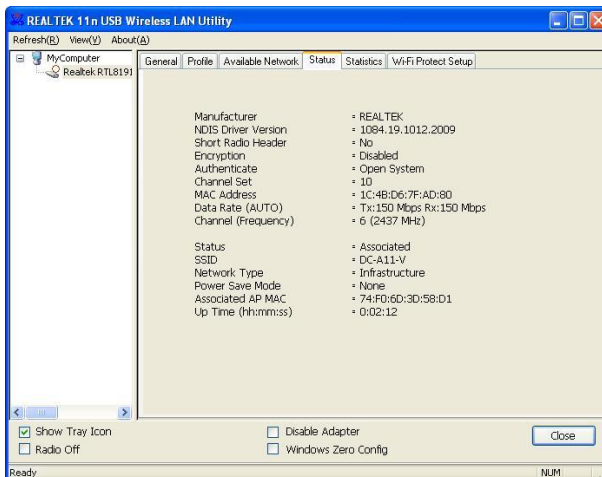 REALTEK 11n USB Wireless LAN Utility
Refresh(R) View(V) About(A)
MyComputer
Realtek RTL8191
General Profile Available Network Status Statistics Wi-Fi Protect Setup
Manufacturer = REALTEK
NDIS Driver Version = 1084.19.1012.2009
Short Radio Header = No
Encryption = Disabled
Authenticate = Open System
Channel Set = 10
MAC Address = 1C:4B:D6:7F:AD:80
Data Rate (AUTO) = Tx:150 Mbps Rx:150 Mbps
Channel (Frequency) = 6 (2437 MHz)
Status = Associated
SSID = DC-A11-V
Network Type = Infrastructure
Power Save Mode = None
Associated AP MAC = 74:F0:6D:3D:58:D1
Up Time (hh:mm:ss) = 0:02:12
Show Tray Icon Disable Adapter
Radio Off Windows Zero Config
Close
Ready NUM